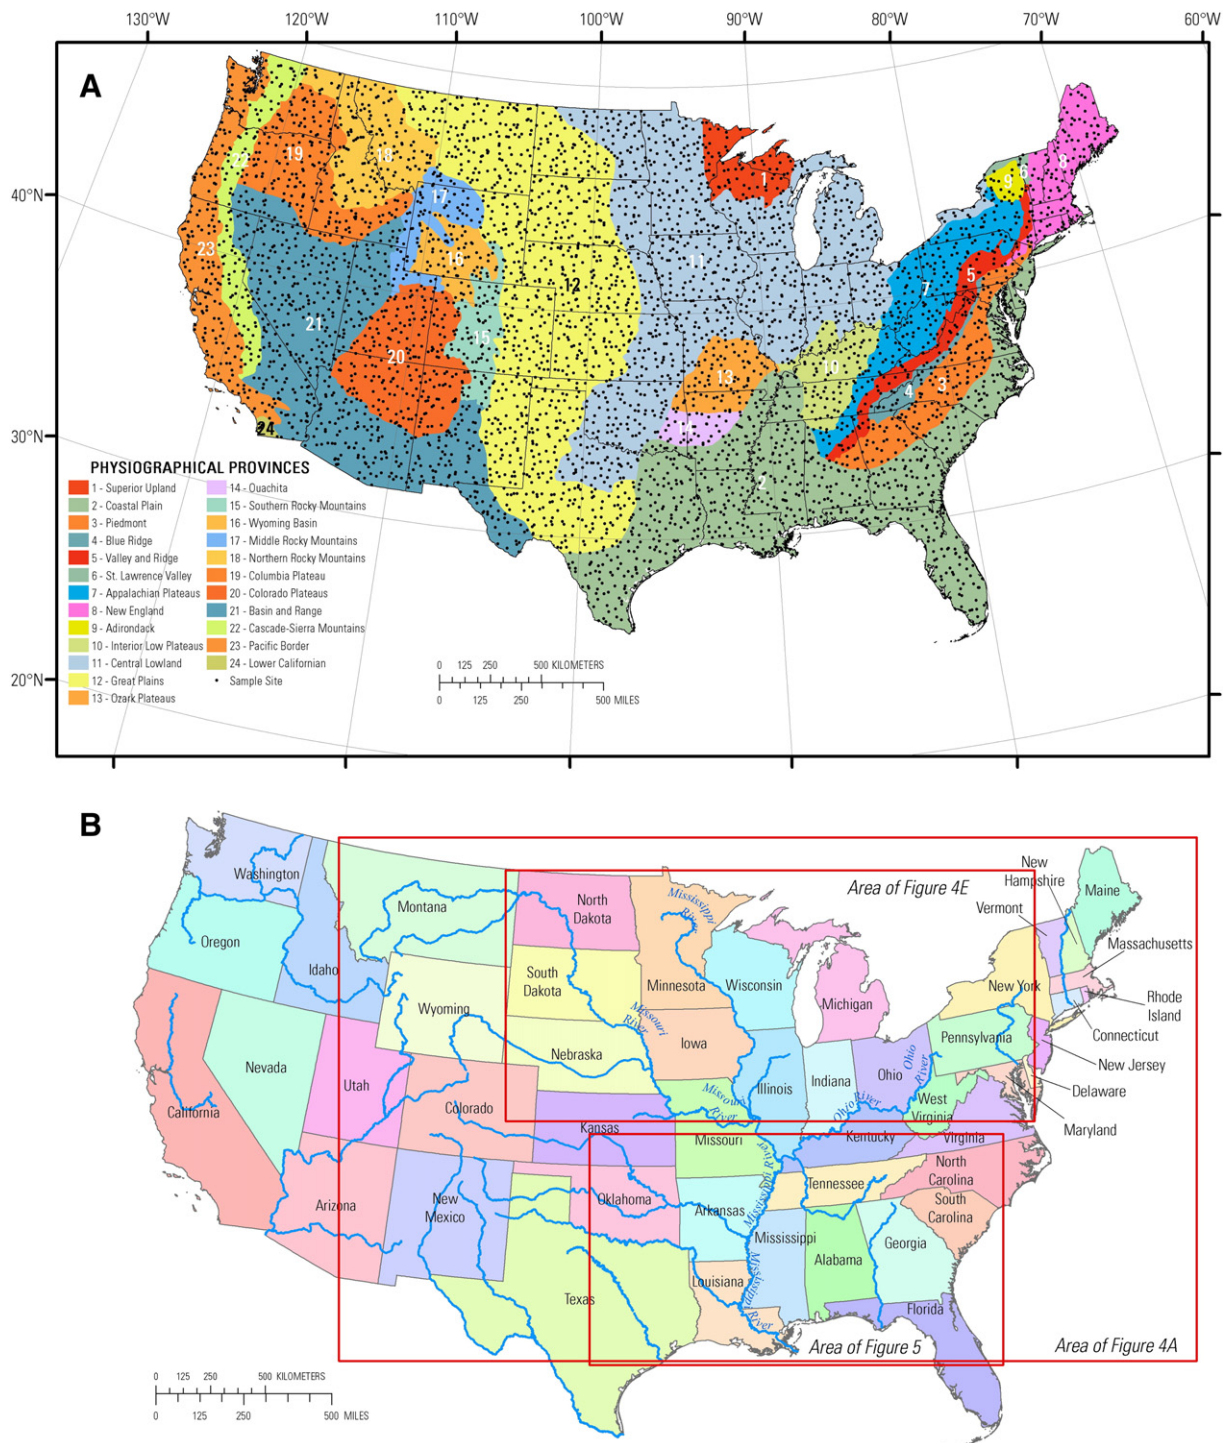 130°W 120°W 110°W 100°W 90°W 80°W 70°W 60°W
A
40°N
30°N
20°N
1
2
3
4
5
6
7
8
9
10
11
12
13
14
15
16
17
18
19
20
21
22
23
24
PHYSIOGRAPHICAL PROVINCES
1 - Superior Upland
2 - Coastal Plain
3 - Piedmont
4 - Blue Ridge
5 - Valley and Ridge
6 - St. Lawrence Valley
7 - Appalachian Plateaus
8 - New England
9 - Adirondack
10 - Interior Low Plateaus
11 - Central Lowland
12 - Great Plains
13 - Ozark Plateaus
14 - Ouachita
15 - Southern Rocky Mountains
16 - Wyoming Basin
17 - Middle Rocky Mountains
18 - Northern Rocky Mountains
19 - Columbia Plateau
20 - Colorado Plateaus
21 - Basin and Range
22 - Cascade-Sierra Mountains
23 - Pacific Border
24 - Lower Californian
Sample Site
0 125 250 500 KILOMETERS
0 125 250 500 MILES
B
Washington
Oregon
Idaho
Montana
Wyoming
Nevada
Utah
California
Arizona
Colorado
New
Mexico
North
Dakota
South
Dakota
Nebraska
Kansas
Oklahoma
Texas
Minnesota
Iowa
Missouri
Arkansas
Louisiana
Wisconsin
Illinois
Michigan
Indiana
Ohio
Kentucky
Tennessee
Mississippi
Alabama
Georgia
Florida
South
Carolina
North
Carolina
Virginia
West
Virginia
Pennsylvania
New York
Vermont
New
Hampshire
Maine
Massachusetts
Rhode
Island
Connecticut
New Jersey
Delaware
Maryland
Mississippi
River
Missouri
River
Missouri
River
Ohio River
Ohio
River
Mississippi River
Mississippi
River
Area of Figure 4E
Area of Figure 5
Area of Figure 4A
0 125 250 500 KILOMETERS
0 125 250 500 MILES